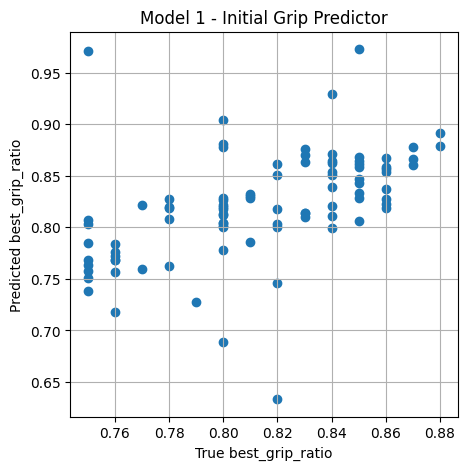 Model 1 - Initial Grip Predictor
Predicted best_grip_ratio
0.95
0.90
0.85
0.80
0.75
0.70
0.65
0.76 0.78 0.80 0.82 0.84 0.86 0.88
True best_grip_ratio